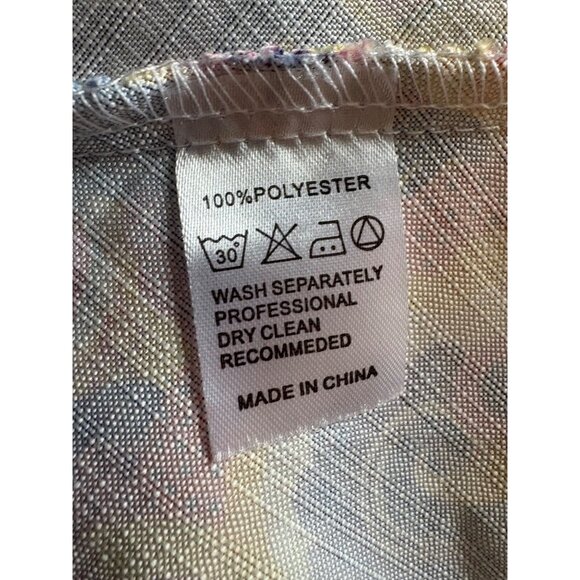 100%POLYESTER
30°
WASH SEPARATELY
PROFESSIONAL
DRY CLEAN
RECOMMEDED
MADE IN CHINA